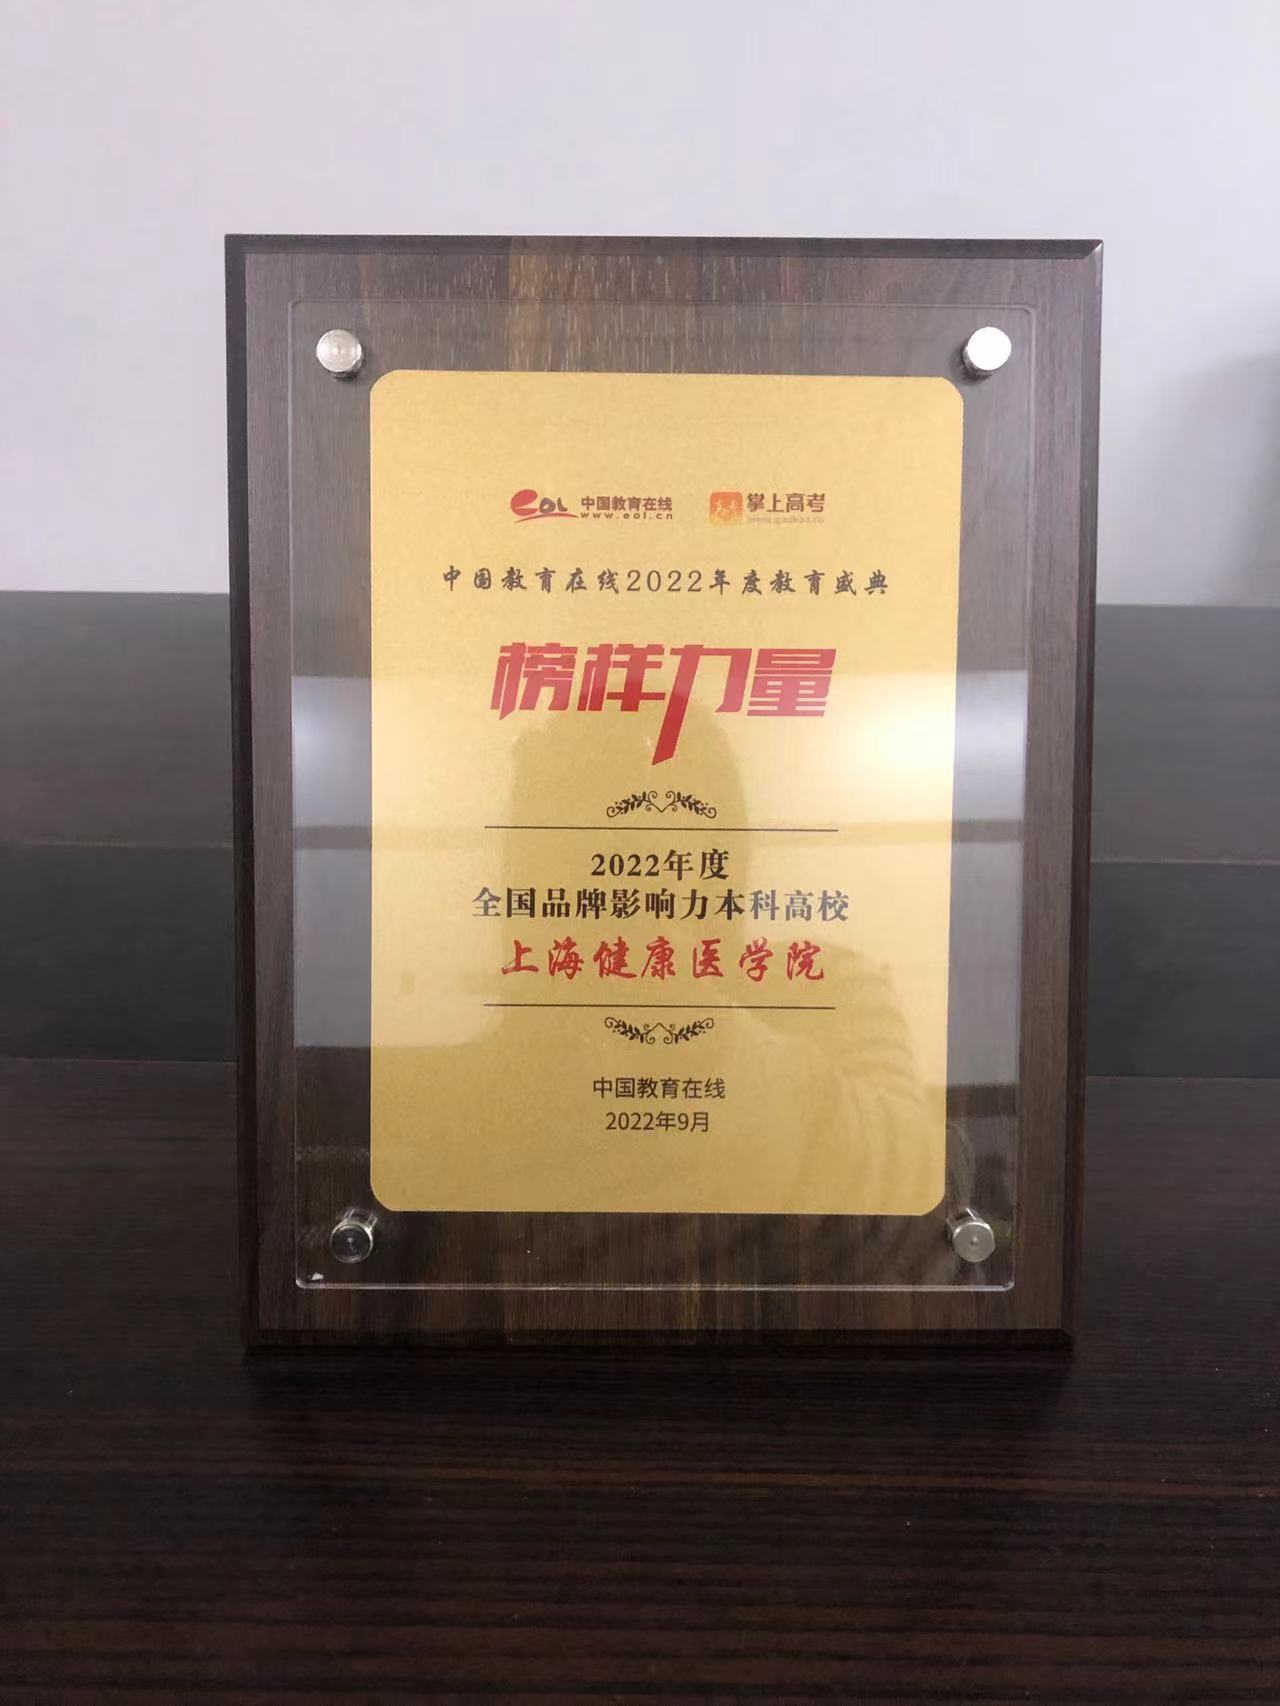 eol 中国教育在线 掌上高考
www.eol.cn www.gaokao.cn
中国教育在线2022年度教育盛典
榜样力量
2022年度
全国品牌影响力本科高校
上海健康医学院
中国教育在线
2022年9月